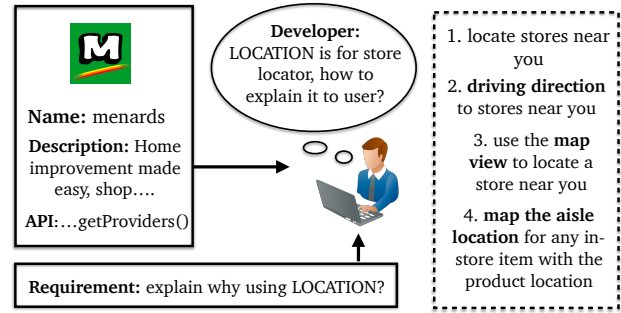 M
Name: menards
Description: Home
improvement made
easy, shop….
API:…getProviders()
Developer:
LOCATION is for store
locator, how to
explain it to user?
Requirement: explain why using LOCATION?
1. locate stores near
you
2. driving direction
to stores near you
3. use the map
view to locate a
store near you
4. map the aisle
location for any in-
store item with the
product location